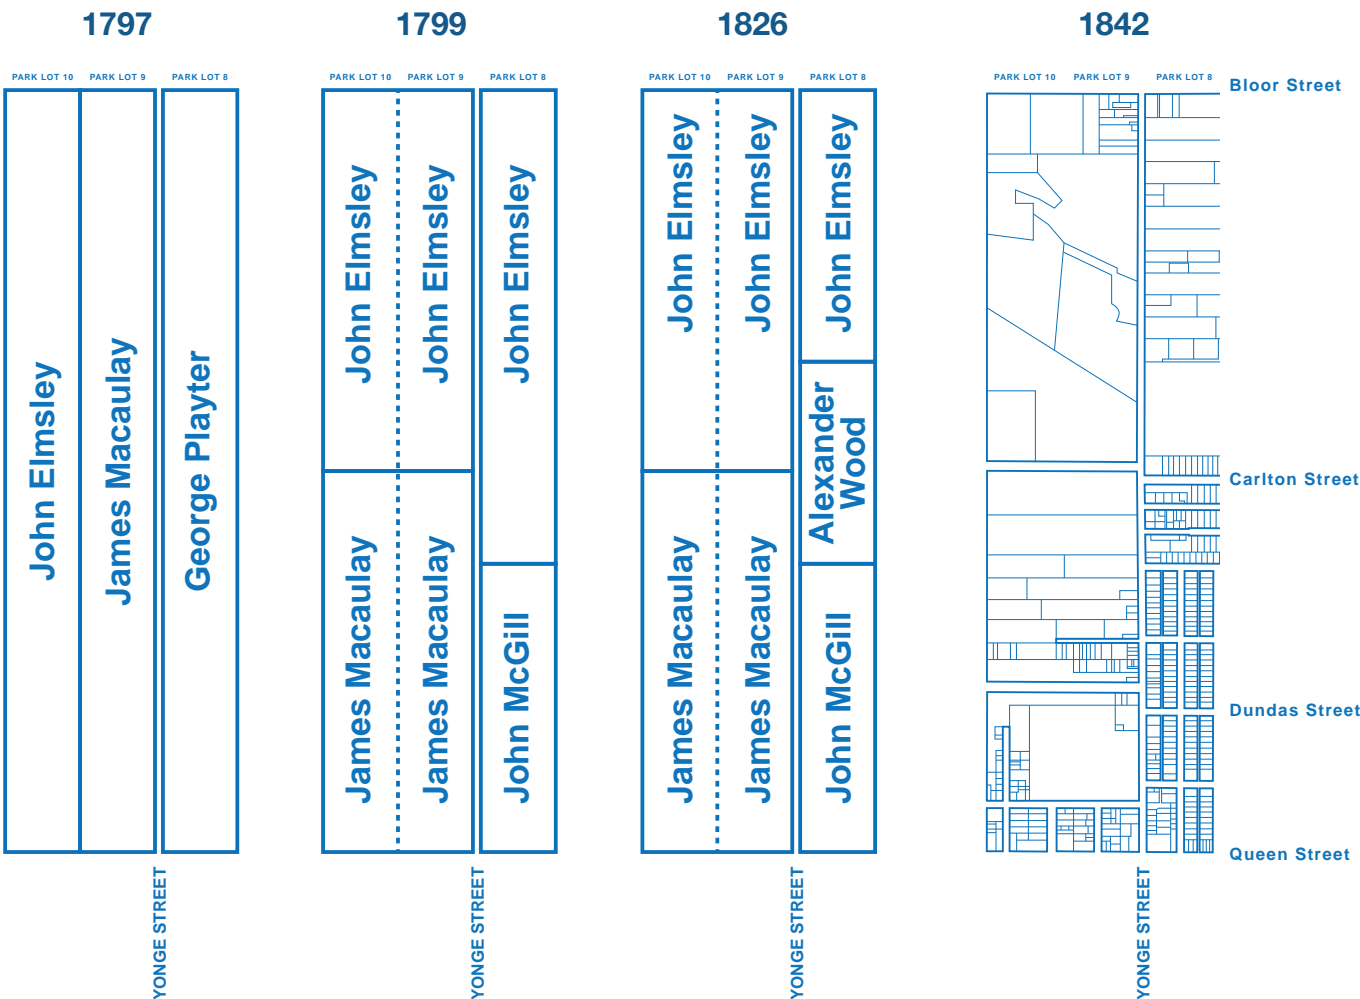 1797
1799
1826
1842
PARK LOT 10
PARK LOT 9
PARK LOT 8
PARK LOT 10
PARK LOT 9
PARK LOT 8
PARK LOT 10
PARK LOT 9
PARK LOT 8
PARK LOT 10
PARK LOT 9
PARK LOT 8
John Elmsley
James Macaulay
George Playter
John Elmsley
John Elmsley
John Elmsley
James Macaulay
James Macaulay
John McGill
John Elmsley
John Elmsley
John Elmsley
Alexander
Wood
James Macaulay
James Macaulay
John McGill
Bloor Street
Carlton Street
Dundas Street
Queen Street
YONGE STREET
YONGE STREET
YONGE STREET
YONGE STREET